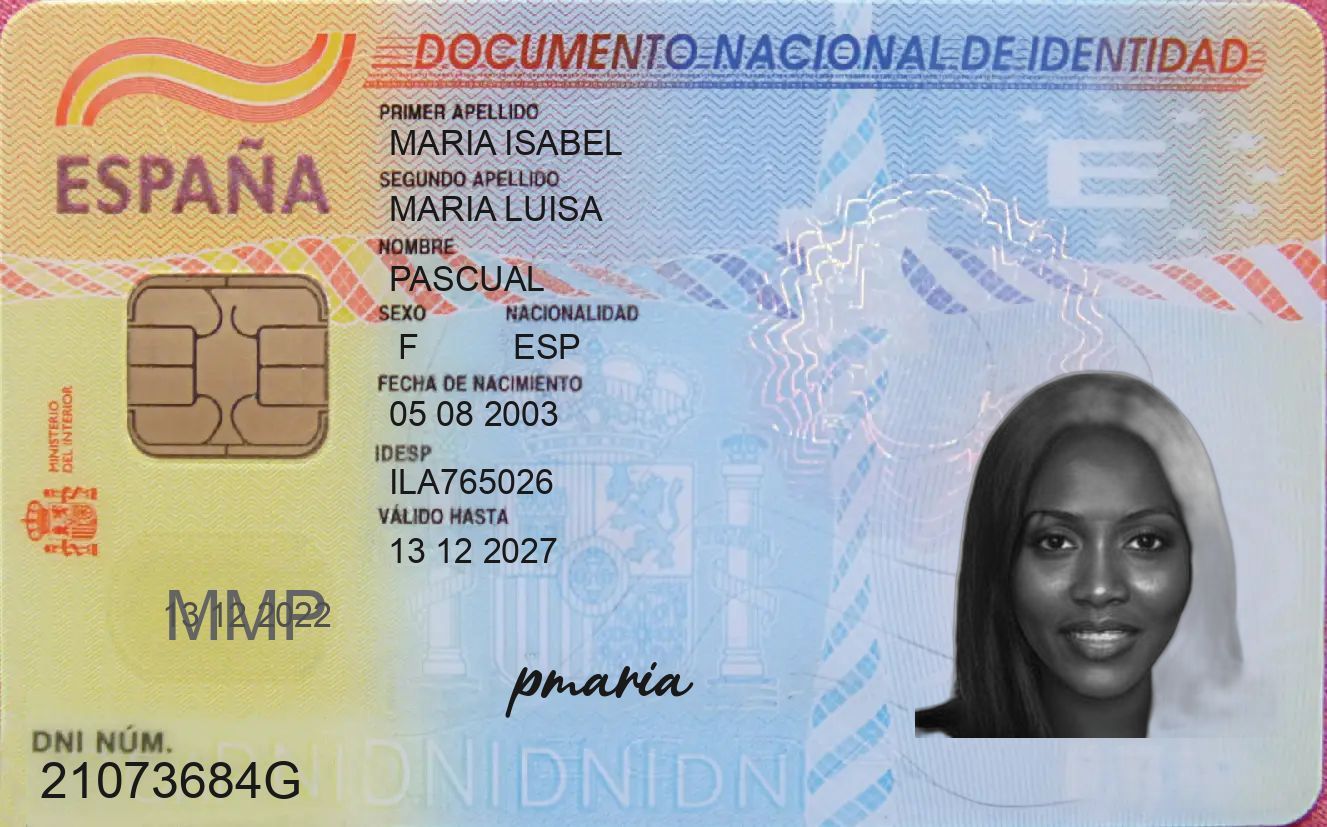 DOCUMENTO NACIONAL DE IDENTIDAD
ESPAÑA
PRIMER APELLIDO
MARIA ISABEL
SEGUNDO APELLIDO
MARIA LUISA
NOMBRE
PASCUAL
SEXO NACIONALIDAD
F ESP
FECHA DE NACIMIENTO
05 08 2003
IDESP
ILA765026
VÁLIDO HASTA
13 12 2027
MINISTERIO
DEL INTERIOR
E
MMP
13 12 2022
pmaria
DNI NÚM.
21073684G
DNIDNIDNIDN